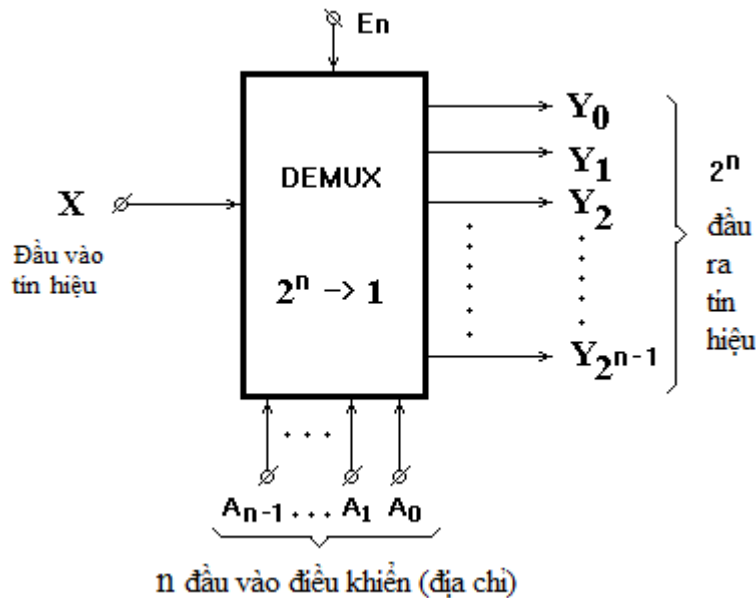 En
Y₀
Y₁
DEMUX
2ⁿ
X
Y₂
Đầu vào
tín hiệu
đầu
ra
tín
hiệu
2ⁿ -> 1
Y₂ⁿ⁻¹
Aₙ₋₁ . . . A₁ A₀
n đầu vào điều khiển (địa chỉ)